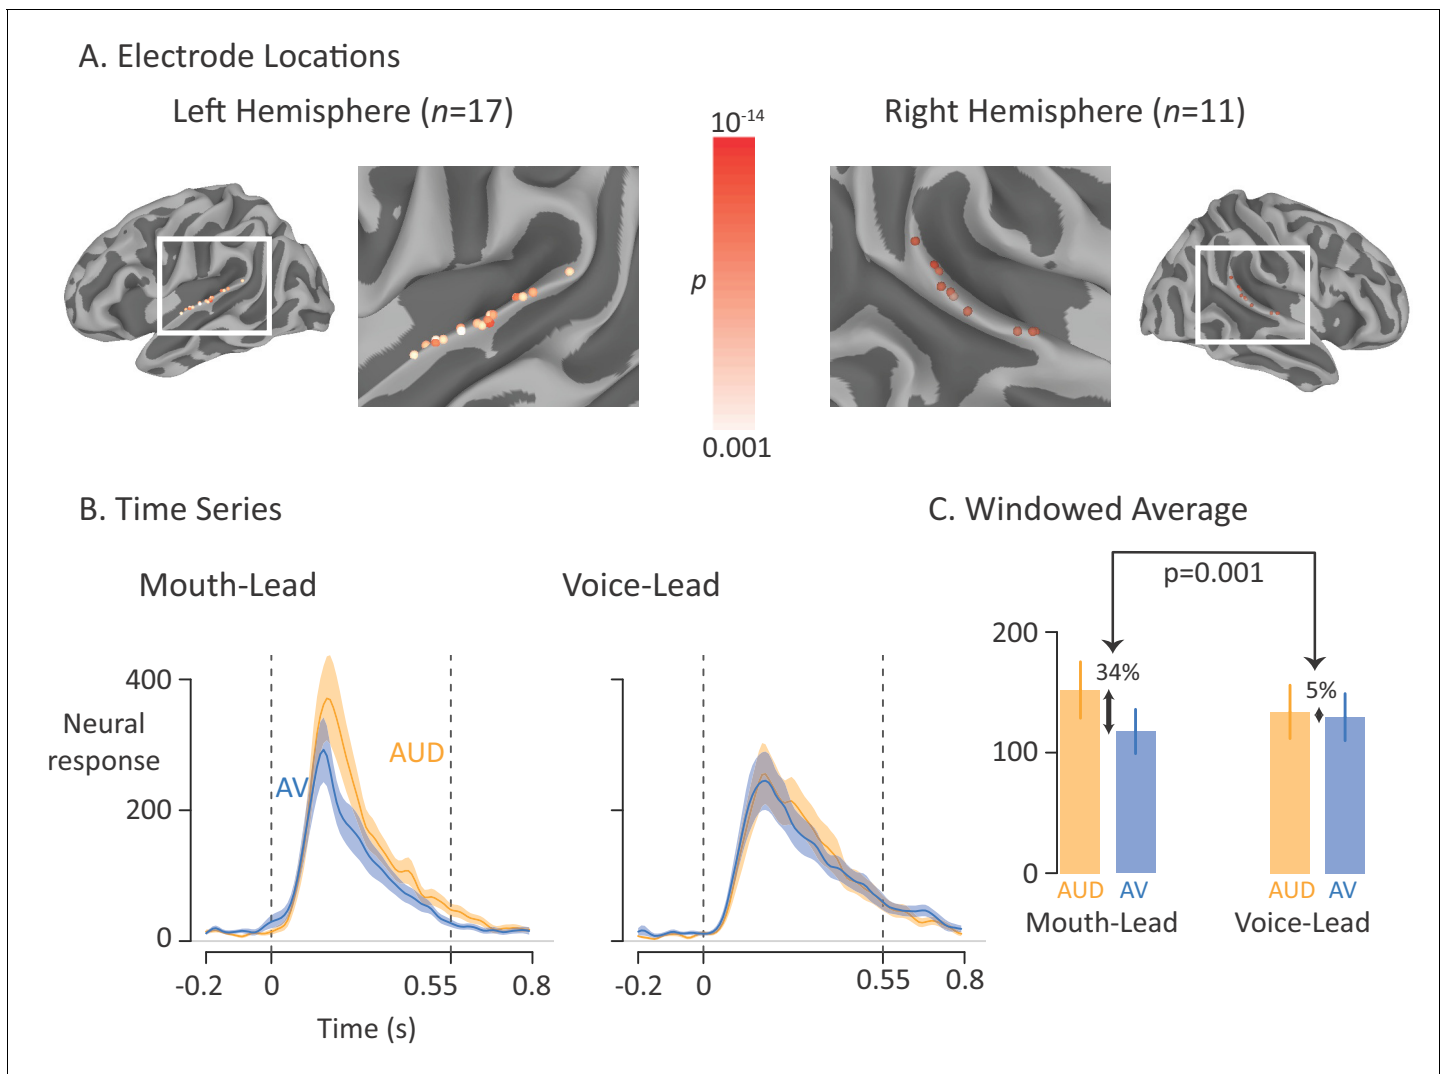 A. Electrode Locations
Left Hemisphere (n=17)
Right Hemisphere (n=11)
10-14
p
0.001
B. Time Series
C. Windowed Average
Mouth-Lead
Voice-Lead
p=0.001
400
Neural
response
200
0
AV
AUD
-0.2
0
0.55
0.8
Time (s)
-0.2
0
0.55
0.8
200
100
0
34%
5%
AUD
AV
AUD
AV
Mouth-Lead
Voice-Lead